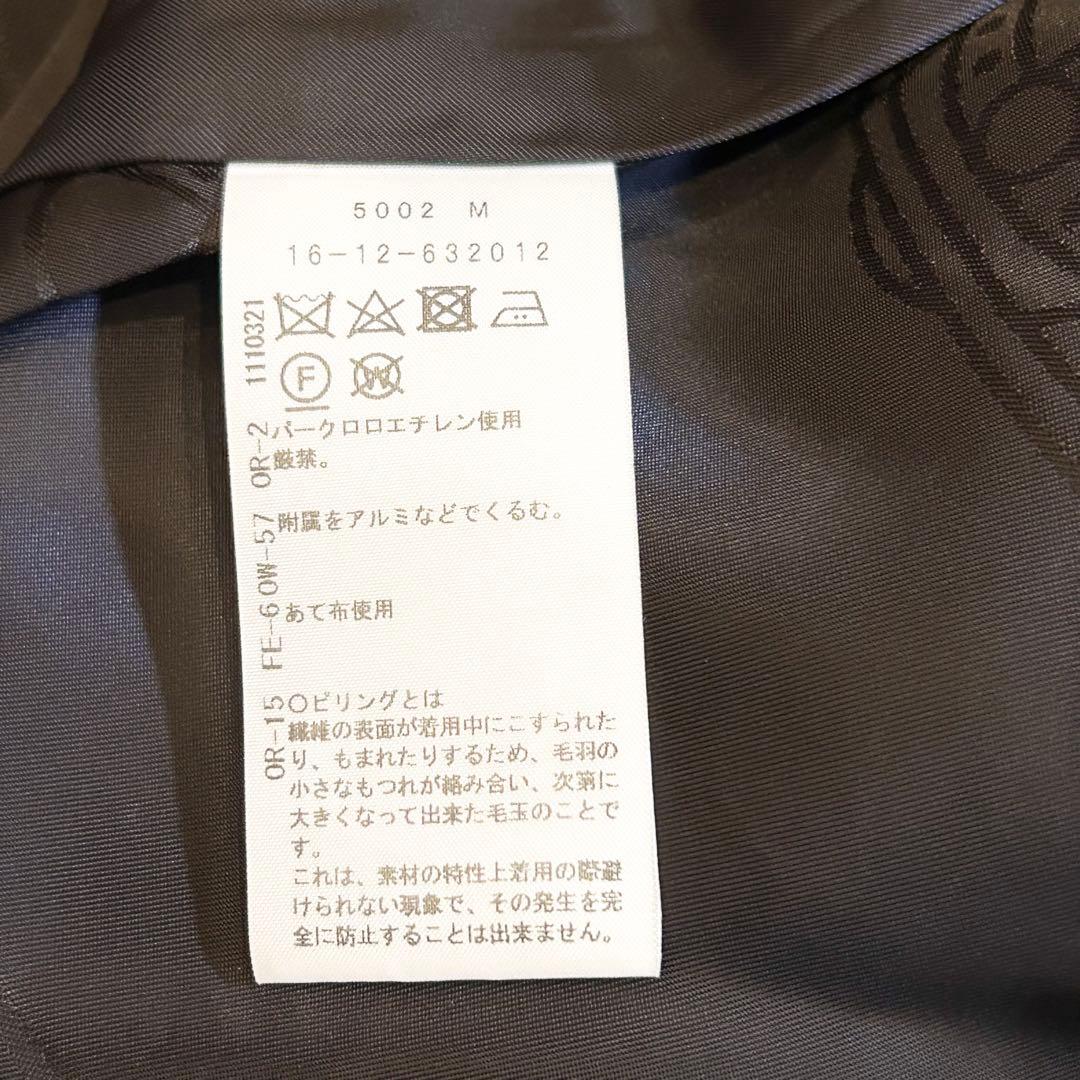 5002 M
16-12-632012
F
W
パークロロエチレン使用
厳禁。
附属をアルミなどでくるむ。
あて布使用
○ピリングとは
繊維の表面が着用中にこすられた
り、もまれたりするため、毛羽の
小さなもつれが絡み合い、次第に
大きくなって出来た毛玉のことで
す。
これは、素材の特性上着用の際避
けられない現象で、その発生を完
全に防止することは出来ません。
OR-15 FE-60W-57 OR-2 1110321